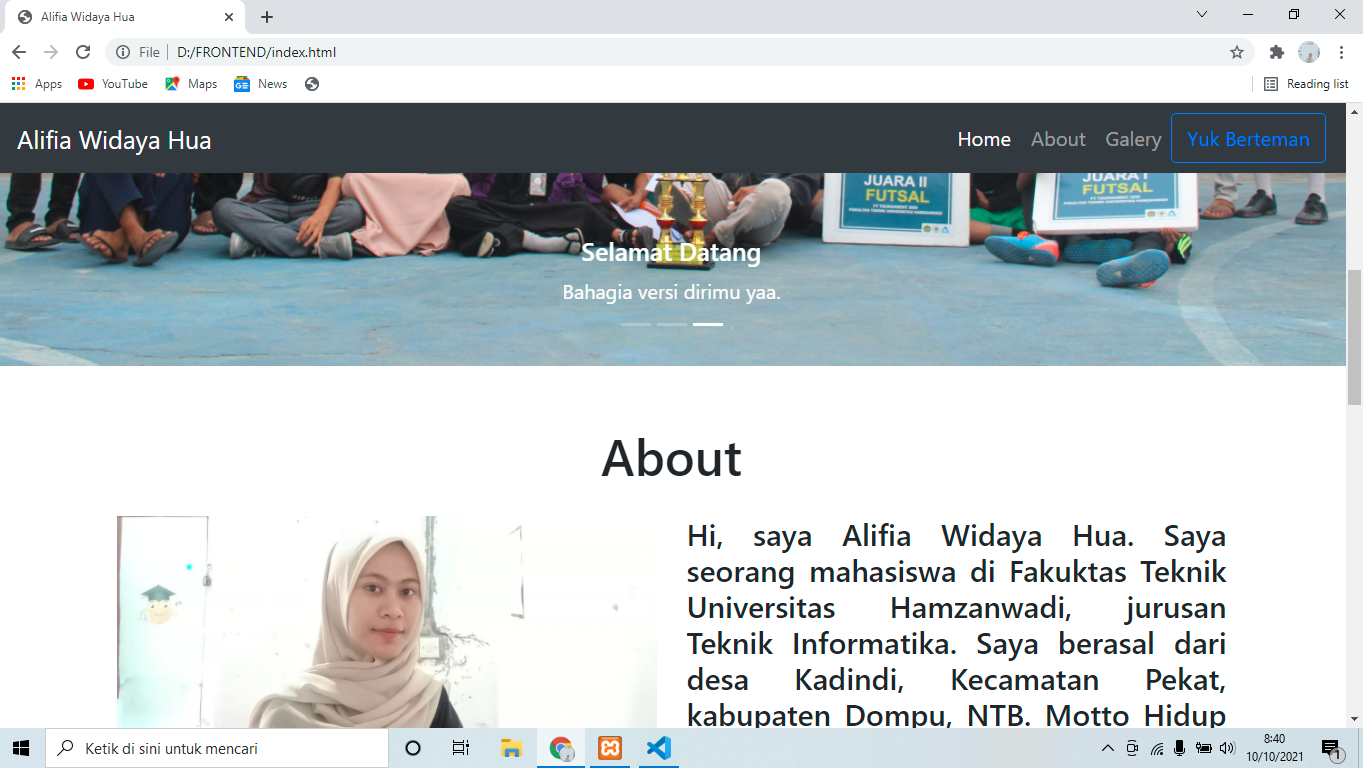 Alifia Widaya Hua
File D:/FRONTEND/index.html
Apps YouTube Maps News Reading list
Alifia Widaya Hua Home About Galery Yuk Berteman
JUARA II JUARA I
FUTSAL FUTSAL
Selamat Datang
Bahagia versi dirimu yaa.
About
Hi, saya Alifia Widaya Hua. Saya
seorang mahasiswa di Fakuktas Teknik
Universitas Hamzanwadi, jurusan
Teknik Informatika. Saya berasal dari
desa Kadindi, Kecamatan Pekat,
kabupaten Dompu, NTB. Motto Hidup
Ketik di sini untuk mencari
8:40
10/10/2021
1